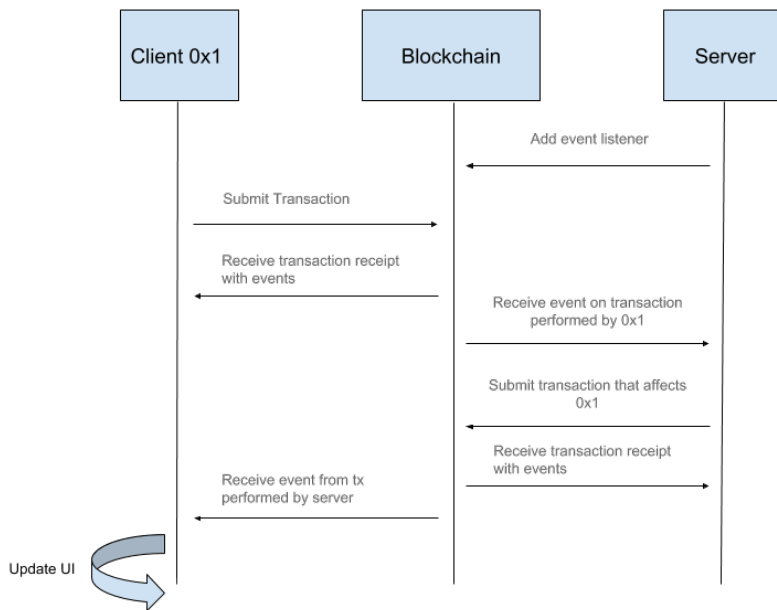 Client 0x1
Blockchain
Server
Add event listener
Submit Transaction
Receive transaction receipt
with events
Receive event on transaction
performed by 0x1
Submit transaction that affects
0x1
Receive transaction receipt
with events
Receive event from tx
performed by server
Update UI